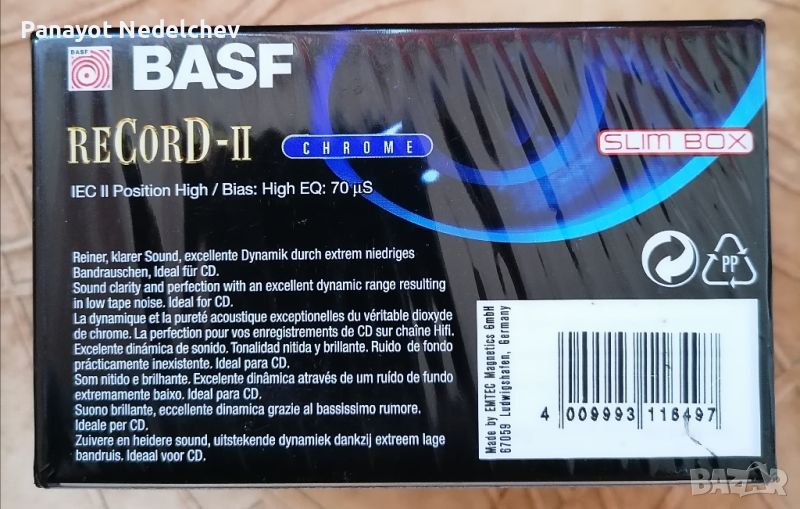 Panayot Nedelchev
BASF
BASF
RECORD-II CHROME SLIM BOX
IEC II Position High / Bias: High EQ: 70 µS
Reiner, klarer Sound, excellente Dynamik durch extrem niedriges
Bandrauschen, Ideal für CD.
Sound clarity and perfection with an excellent dynamic range resulting
in low tape noise. Ideal for CD.
La dynamique et la pureté acoustique exceptionelles du véritable dioxyde
de chrome. La perfection pour vos enregistrements de CD sur chaîne Hifi.
Excelente dinámica de sonido. Tonalidad nitida y brillante. Ruido de fondo
prácticamente inexistente. Ideal para CD.
Som nitido e brilhante. Excelente dinâmica através de um ruído de fundo
extremamente baixo. Ideal para CD.
Suono brillante, eccellente dinamica grazie al bassissimo rumore.
Ideale per CD.
Zuivere en heidere sound, uitstekende dynamiek dankzij extreem lage
bandruis. Ideaal voor CD.
PP
Made by EMTEC Magnetics GmbH
67059 Ludwigshafen, Germany
4 009993 116497
BAZAR